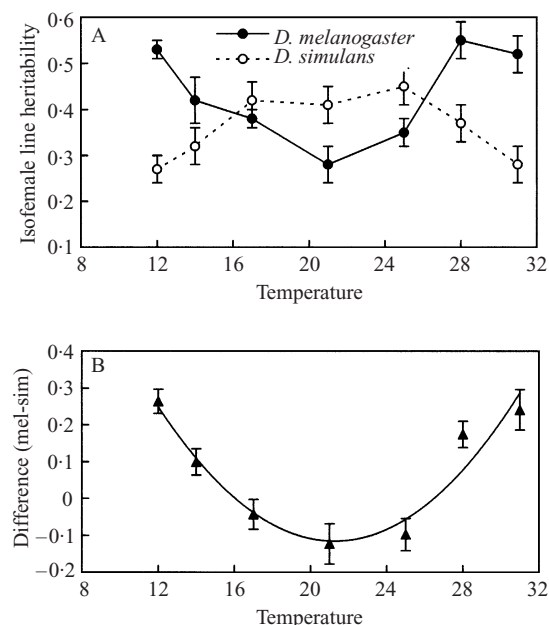 A
D. melanogaster
D. simulans
Isofemale line heritability
0·6
0·5
0·4
0·3
0·2
0·1
8 12 16 20 24 28 32
Temperature
B
Difference (mel-sim)
0·4
0·3
0·2
0·1
0
−0·1
−0·2
8 12 16 20 24 28 32
Temperature